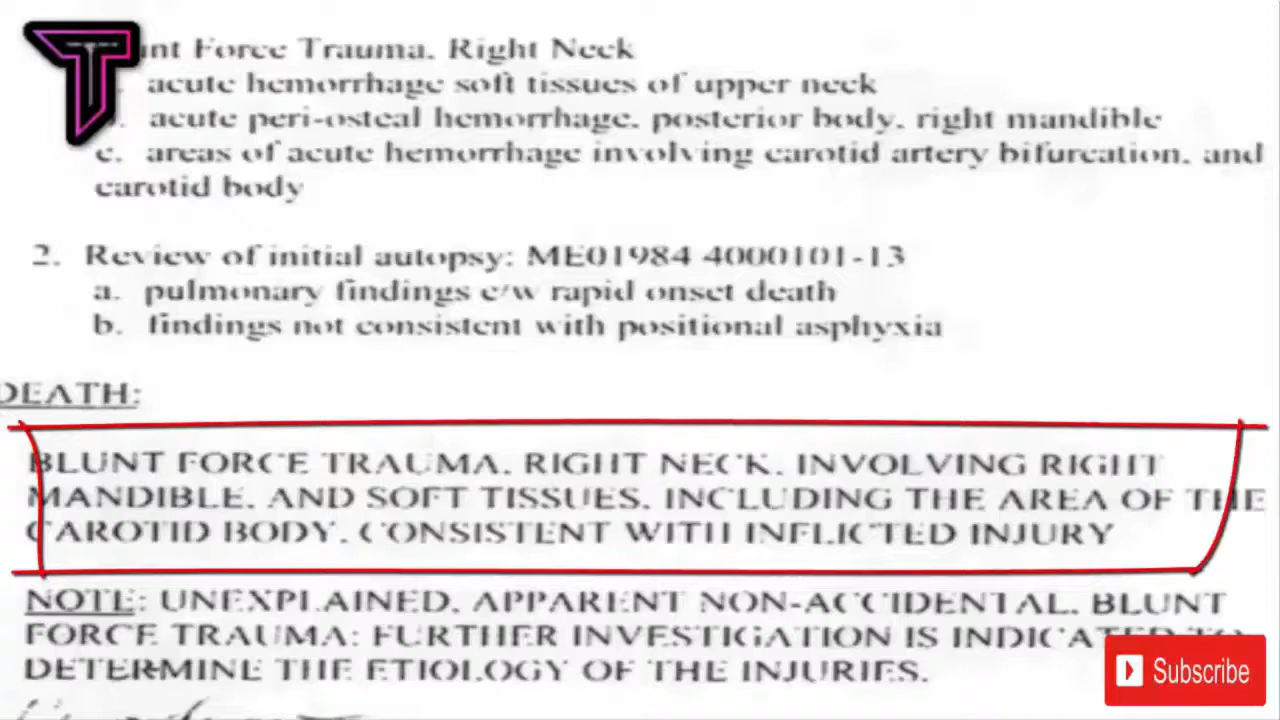 unt Force Trauma, Right Neck
acute hemorrhage soft tissues of upper neck
acute peri-osteal hemorrhage, posterior body, right mandible
c. areas of acute hemorrhage involving carotid artery bifurcation, and
carotid body
2. Review of initial autopsy: ME01984 4000101-13
a. pulmonary findings c/w rapid onset death
b. findings not consistent with positional asphyxia
DEATH:
BLUNT FORCE TRAUMA, RIGHT NECK, INVOLVING RIGHT
MANDIBLE, AND SOFT TISSUES, INCLUDING THE AREA OF THE
CAROTID BODY, CONSISTENT WITH INFLICTED INJURY
NOTE: UNEXPLAINED, APPARENT NON-ACCIDENTAL, BLUNT
FORCE TRAUMA: FURTHER INVESTIGATION IS INDICATED TO
DETERMINE THE ETIOLOGY OF THE INJURIES.
Subscribe